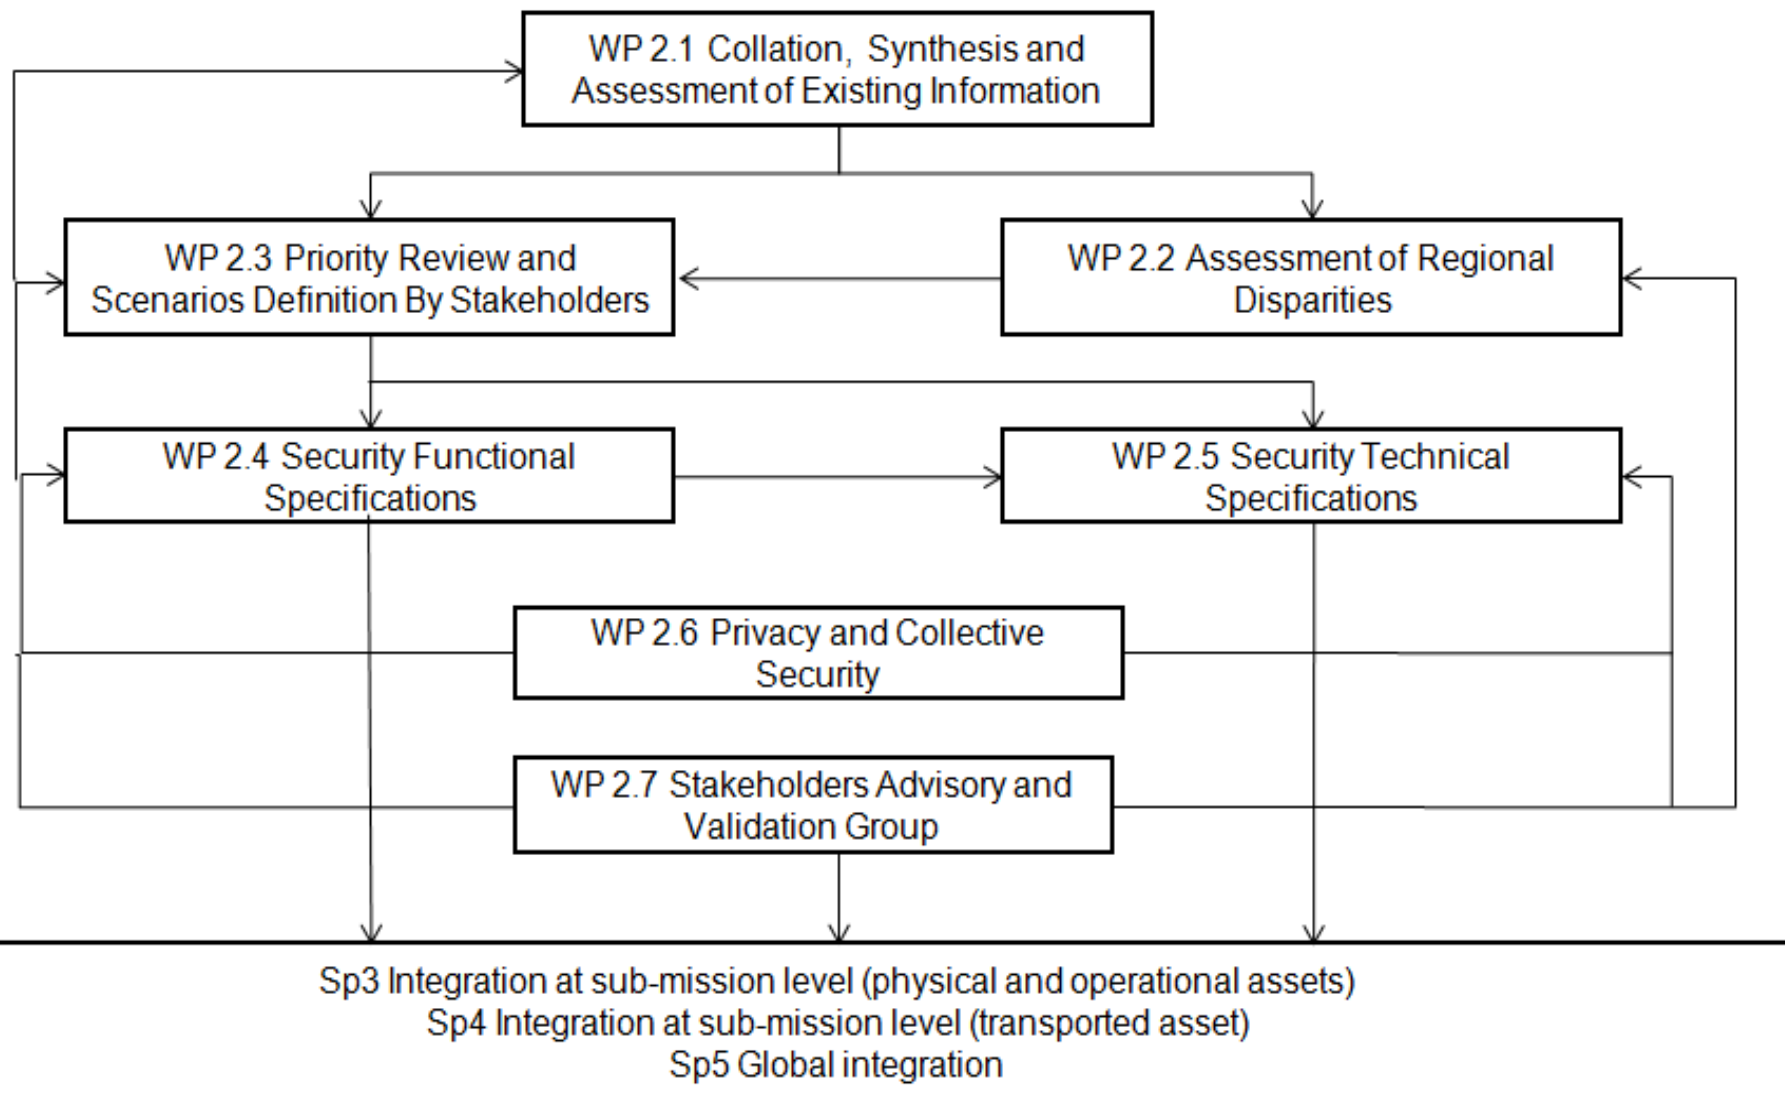 WP 2.1 Collation, Synthesis and
Assessment of Existing Information
WP 2.3 Priority Review and
Scenarios Definition By Stakeholders
WP 2.2 Assessment of Regional
Disparities
WP 2.4 Security Functional
Specifications
WP 2.5 Security Technical
Specifications
WP 2.6 Privacy and Collective
Security
WP 2.7 Stakeholders Advisory and
Validation Group
Sp3 Integration at sub-mission level (physical and operational assets)
Sp4 Integration at sub-mission level (transported asset)
Sp5 Global integration